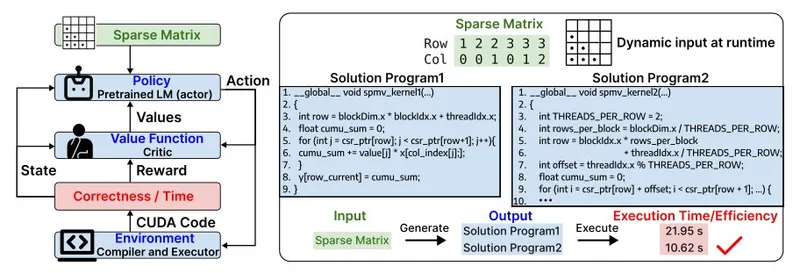 Sparse Matrix
Policy
Pretrained LM (actor)
Action
Values
Value Function
Critic
State
Reward
Correctness / Time
CUDA Code
Environment
Compiler and Executor
Sparse Matrix
Row 1 2 2 3 3 3
Col 0 0 1 0 1 2
Dynamic input at runtime
Solution Program1
1. __global__ void spmv_kernel1(...)
2. {
3. int row = blockDim.x * blockIdx.x + threadIdx.x;
4. float cumu_sum = 0;
5. for (int j = csr_ptr[row]; j < csr_ptr[row+1]; j++){
6. cumu_sum += value[j] * x[col_index[j];];
7. }
8. y[row_current] = cumu_sum;
9. }
Solution Program2
1. __global__ void spmv_kernel2(...)
2. {
3. int THREADS_PER_ROW = 2;
4. int rows_per_block = blockDim.x / THREADS_PER_ROW;
5. int row = blockIdx.x * rows_per_block
6. + threadIdx.x / THREADS_PER_ROW;
7. int offset = threadIdx.x % THREADS_PER_ROW;
8. float cumu_sum = 0;
9. for (int i = csr_ptr[row] + offset; i < csr_ptr[row + 1]; ...) {
10. •••
Input
Sparse Matrix
Generate
Output
Solution Program1
Solution Program2
Execute
Execution Time/Efficiency
21.95 s
10.62 s